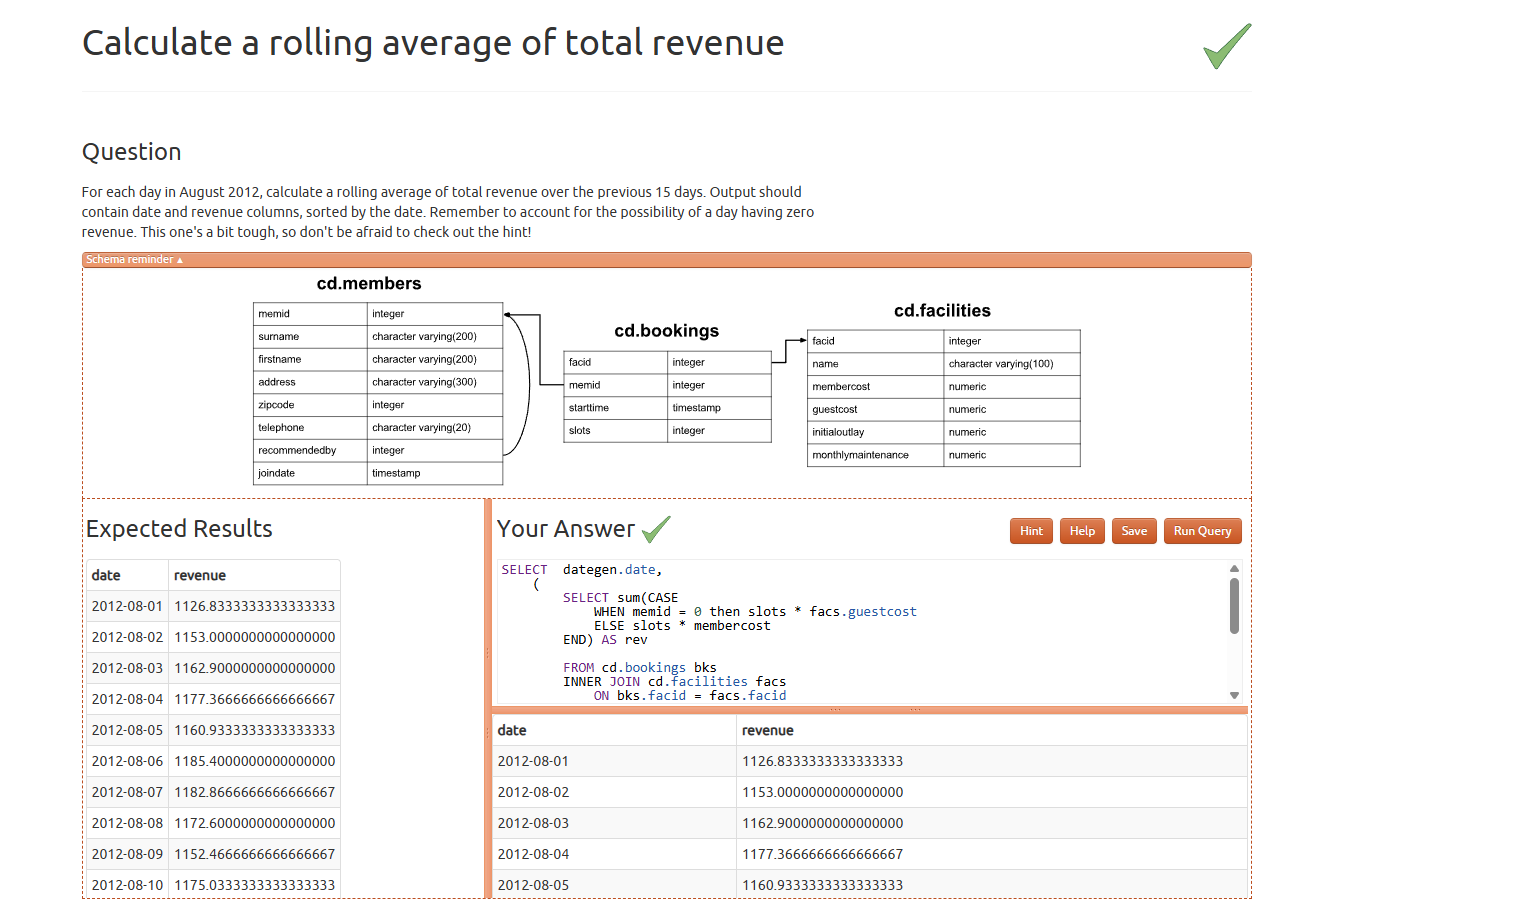 Calculate a rolling average of total revenue
Question
For each day in August 2012, calculate a rolling average of total revenue over the previous 15 days. Output should
contain date and revenue columns, sorted by the date. Remember to account for the possibility of a day having zero
revenue. This one's a bit tough, so don't be afraid to check out the hint!
Schema reminder ▲
cd.members
memid integer
surname character varying(200)
firstname character varying(200)
address character varying(300)
zipcode integer
telephone character varying(20)
recommendedby integer
joindate timestamp
cd.bookings
facid integer
memid integer
starttime timestamp
slots integer
cd.facilities
facid integer
name character varying(100)
membercost numeric
guestcost numeric
initialoutlay numeric
monthlymaintenance numeric
Expected Results
date revenue
2012-08-01 1126.8333333333333333
2012-08-02 1153.0000000000000000
2012-08-03 1162.9000000000000000
2012-08-04 1177.3666666666666667
2012-08-05 1160.9333333333333333
2012-08-06 1185.4000000000000000
2012-08-07 1182.8666666666666667
2012-08-08 1172.6000000000000000
2012-08-09 1152.4666666666666667
2012-08-10 1175.0333333333333333
Your Answer
Hint Help Save Run Query
SELECT dategen.date,
(
SELECT sum(CASE
WHEN memid = 0 then slots * facs.guestcost
ELSE slots * membercost
END) AS rev
FROM cd.bookings bks
INNER JOIN cd.facilities facs
ON bks.facid = facs.facid
date revenue
2012-08-01 1126.8333333333333333
2012-08-02 1153.0000000000000000
2012-08-03 1162.9000000000000000
2012-08-04 1177.3666666666666667
2012-08-05 1160.9333333333333333